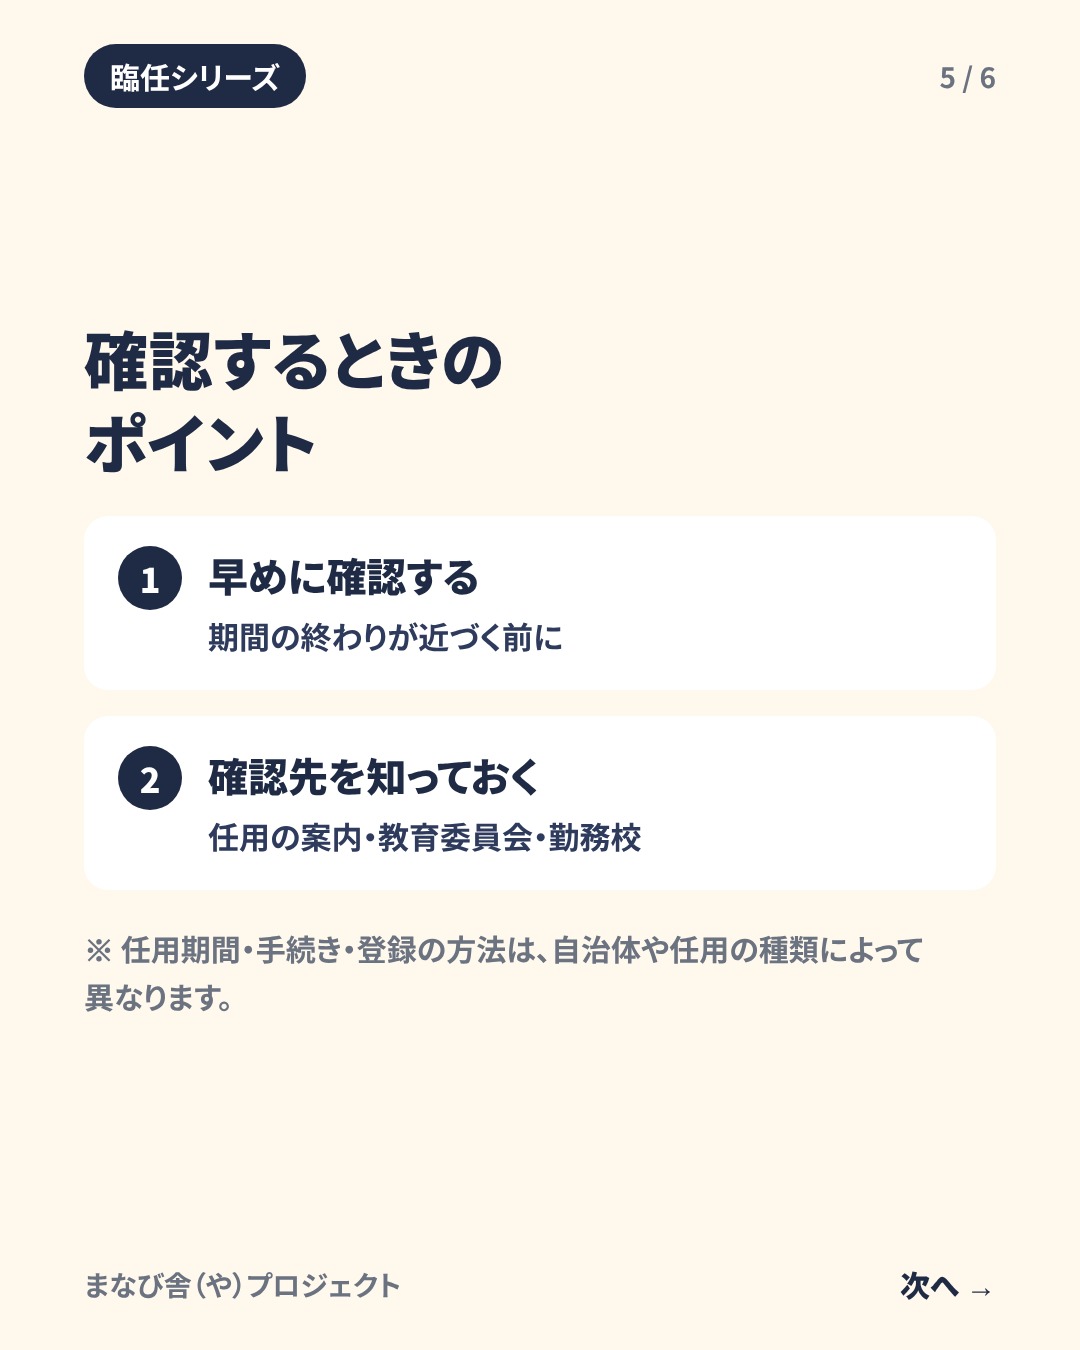 臨任シリーズ
5 / 6
確認するときの
ポイント
1 早めに確認する
期間の終わりが近づく前に
2 確認先を知っておく
任用の案内・教育委員会・勤務校
※ 任用期間・手続き・登録の方法は、自治体や任用の種類によって
異なります。
まなび舎（や）プロジェクト
次へ →